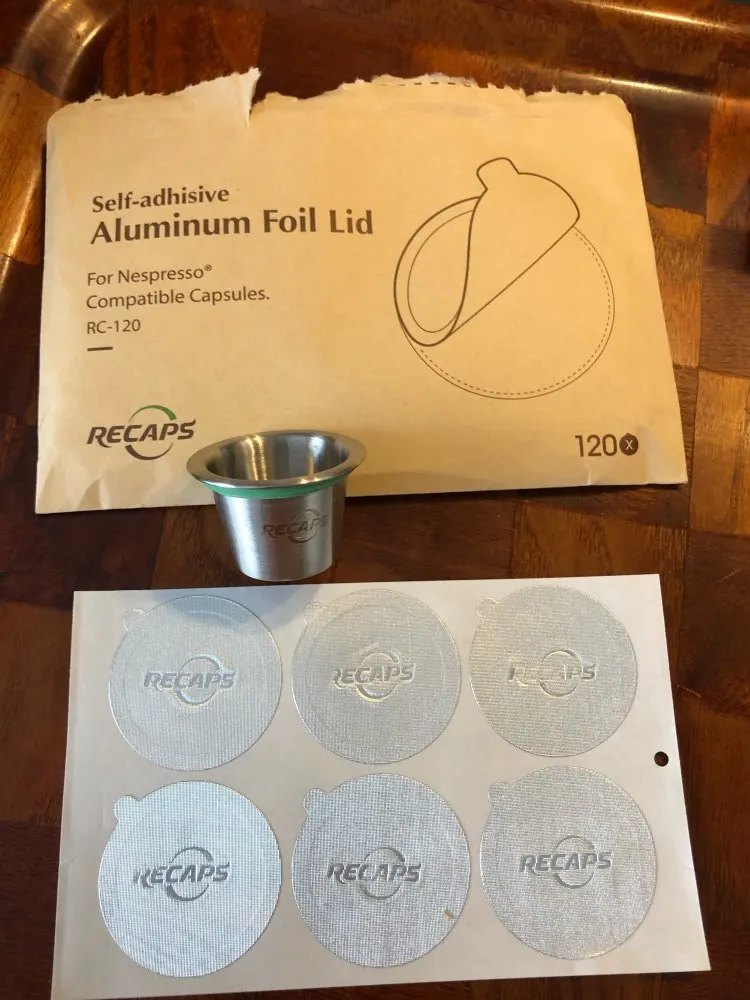 Self-adhisive
Aluminum Foil Lid
For Nespresso®
Compatible Capsules.
RC-120
RECAPS
120 X
RECAPS
RECAPS
RECAPS
RECAPS
RECAPS
RECAPS
RECAPS